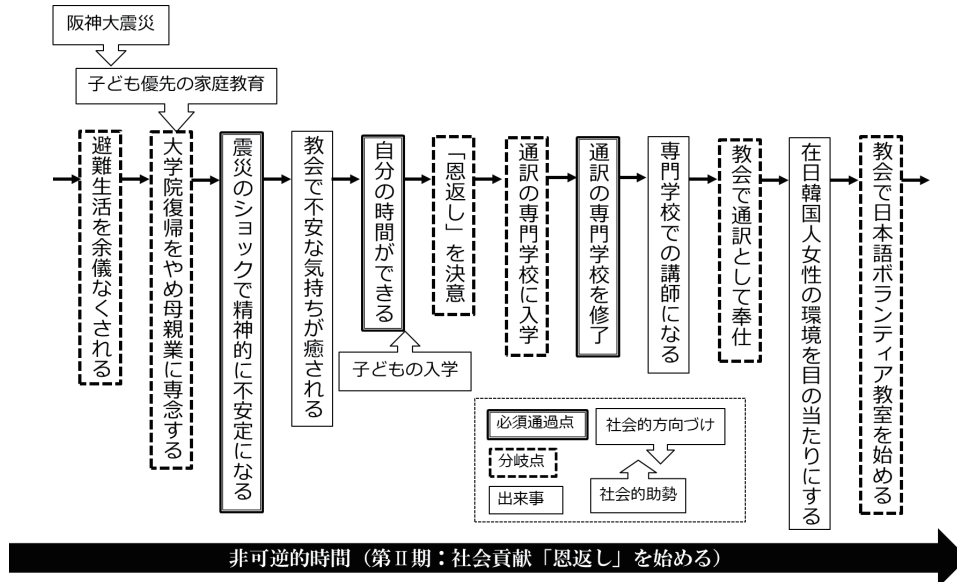 阪神大震災
子ども優先の家庭教育
避難生活を余儀なくされる
大学院復帰をやめ母親業に専念する
震災のショックで精神的に不安定になる
教会で不安な気持ちが癒される
自分の時間ができる
「恩返し」を決意
通訳の専門学校に入学
通訳の専門学校を修了
専門学校での講師になる
教会で通訳として奉仕
在日韓国人女性の環境を目の当たりにする
教会で日本語ボランティア教室を始める
子どもの入学
必須通過点
社会的方向づけ
分岐点
出来事
社会的助勢
非可逆的時間（第Ⅱ期：社会貢献「恩返し」を始める）